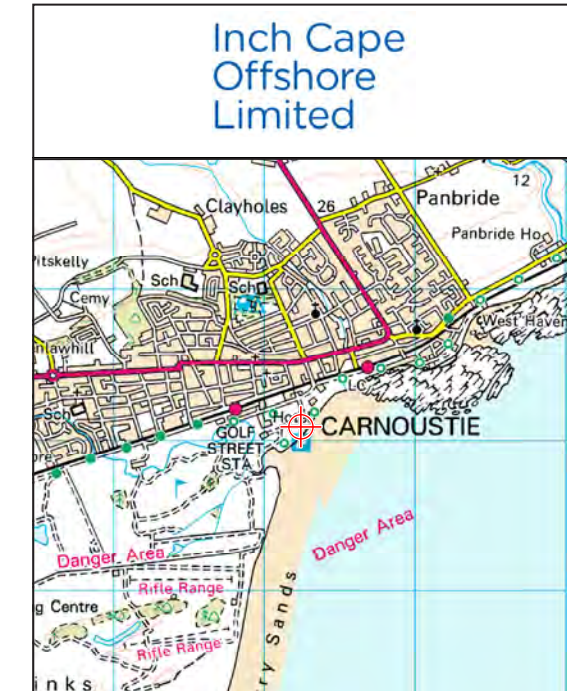 Inch Cape
Offshore
Limited
12
Clayholes
26
Panbride
Panbride Ho
Pitskelly
Sch
Sch
Cemy
West Haven
nlawhill
LC
Sch
Ho
CARNOUSTIE
GOLF
STREET
STA
Danger Area
Danger Area
Rifle Range
g Centre
Rifle Range
ry Sands
inks